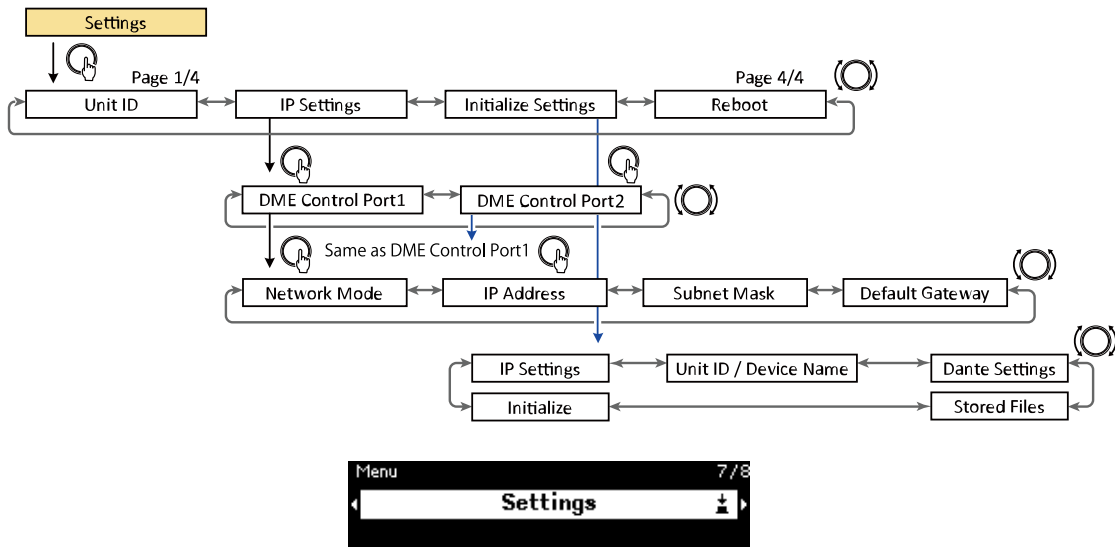 Settings
Page 1/4
Page 4/4
Unit ID
IP Settings
Initialize Settings
Reboot
DME Control Port1
DME Control Port2
Same as DME Control Port1
Network Mode
IP Address
Subnet Mask
Default Gateway
IP Settings
Unit ID / Device Name
Dante Settings
Initialize
Stored Files
Menu
7/8
Settings